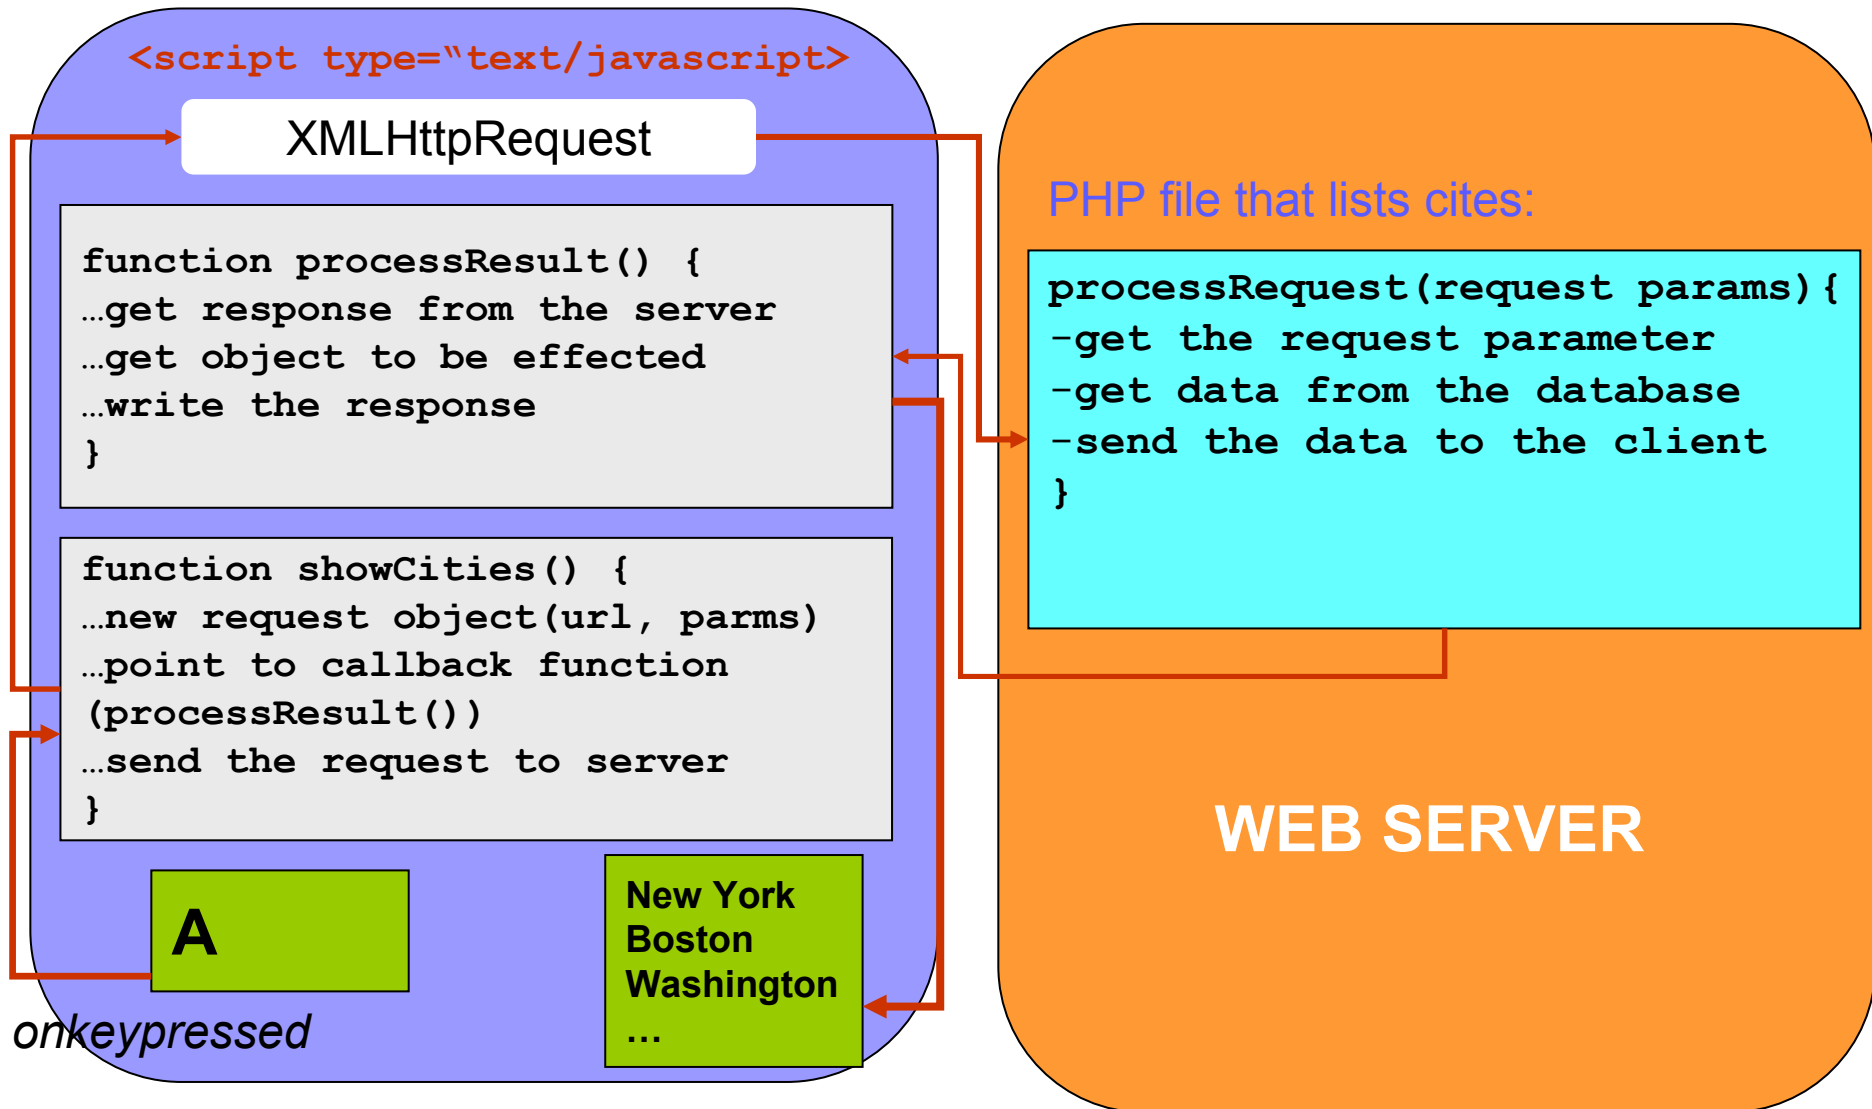 <script type=“text/javascript>
XMLHttpRequest
function processResult() {
…get response from the server
…get object to be effected
…write the response
}
function showCities() {
…new request object(url, parms)
…point to callback function
(processResult())
…send the request to server
}
A
onkeypressed
New York
Boston
Washington
…
PHP file that lists cites:
processRequest(request params){
-get the request parameter
-get data from the database
-send the data to the client
}
WEB SERVER